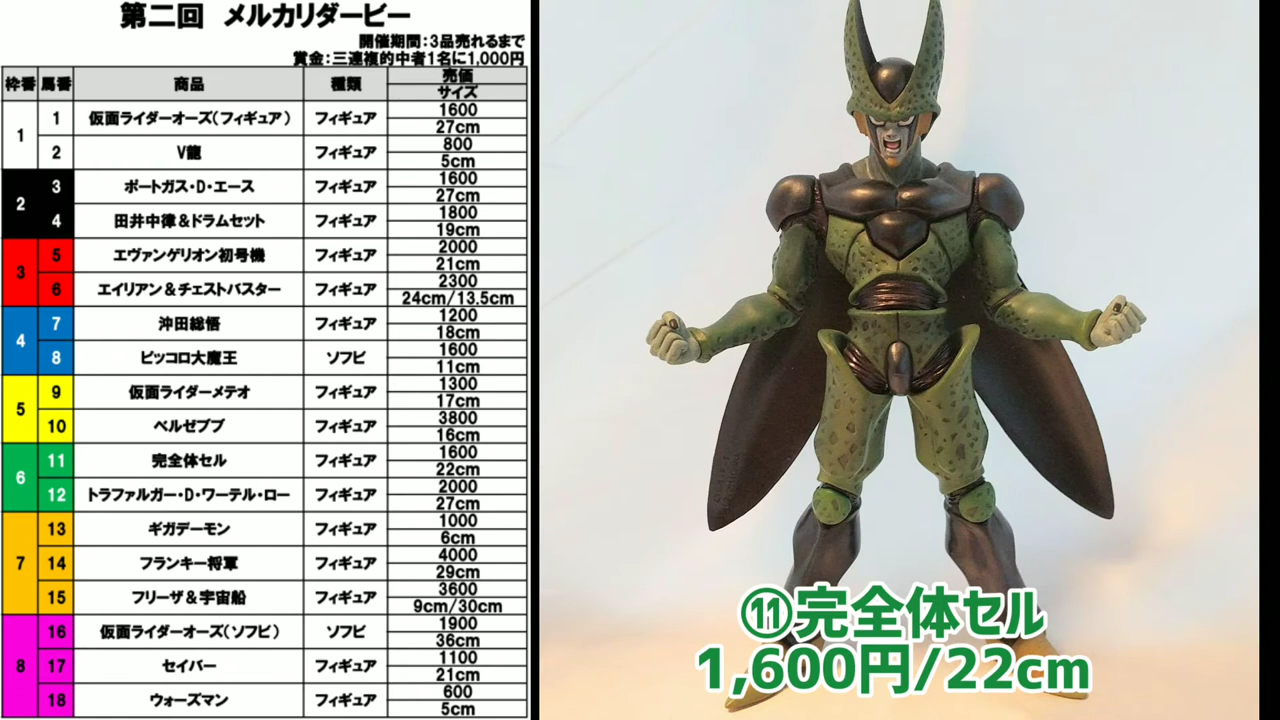 第二回 メルカリダービー
開催期間:3品売れるまで
賞金:三連複的中者1名に1,000円
枠番 馬番 商品 種類 売価
サイズ
1 1 仮面ライダーオーズ(フィギュア) フィギュア 1600
27cm
2 V龍 フィギュア 800
5cm
2 3 ポートガス・D・エース フィギュア 1600
27cm
4 田井中律&ドラムセット フィギュア 1800
19cm
3 5 エヴァンゲリオン初号機 フィギュア 2000
21cm
6 エイリアン&チェストバスター フィギュア 2300
24cm/13.5cm
4 7 沖田総悟 フィギュア 1200
18cm
8 ピッコロ大魔王 ソフビ 1600
11cm
5 9 仮面ライダーメテオ フィギュア 1300
17cm
10 ベルゼブブ フィギュア 3800
16cm
6 11 完全体セル フィギュア 1600
22cm
12 トラファルガー・D・ワーテル・ロー フィギュア 2000
27cm
7 13 ギガデーモン フィギュア 1000
6cm
14 フランキー将軍 フィギュア 4000
29cm
15 フリーザ&宇宙船 フィギュア 3600
9cm/30cm
8 16 仮面ライダーオーズ(ソフビ) ソフビ 1900
36cm
17 セイバー フィギュア 1100
21cm
18 ウォーズマン フィギュア 600
5cm
⑪完全体セル
1,600円/22cm